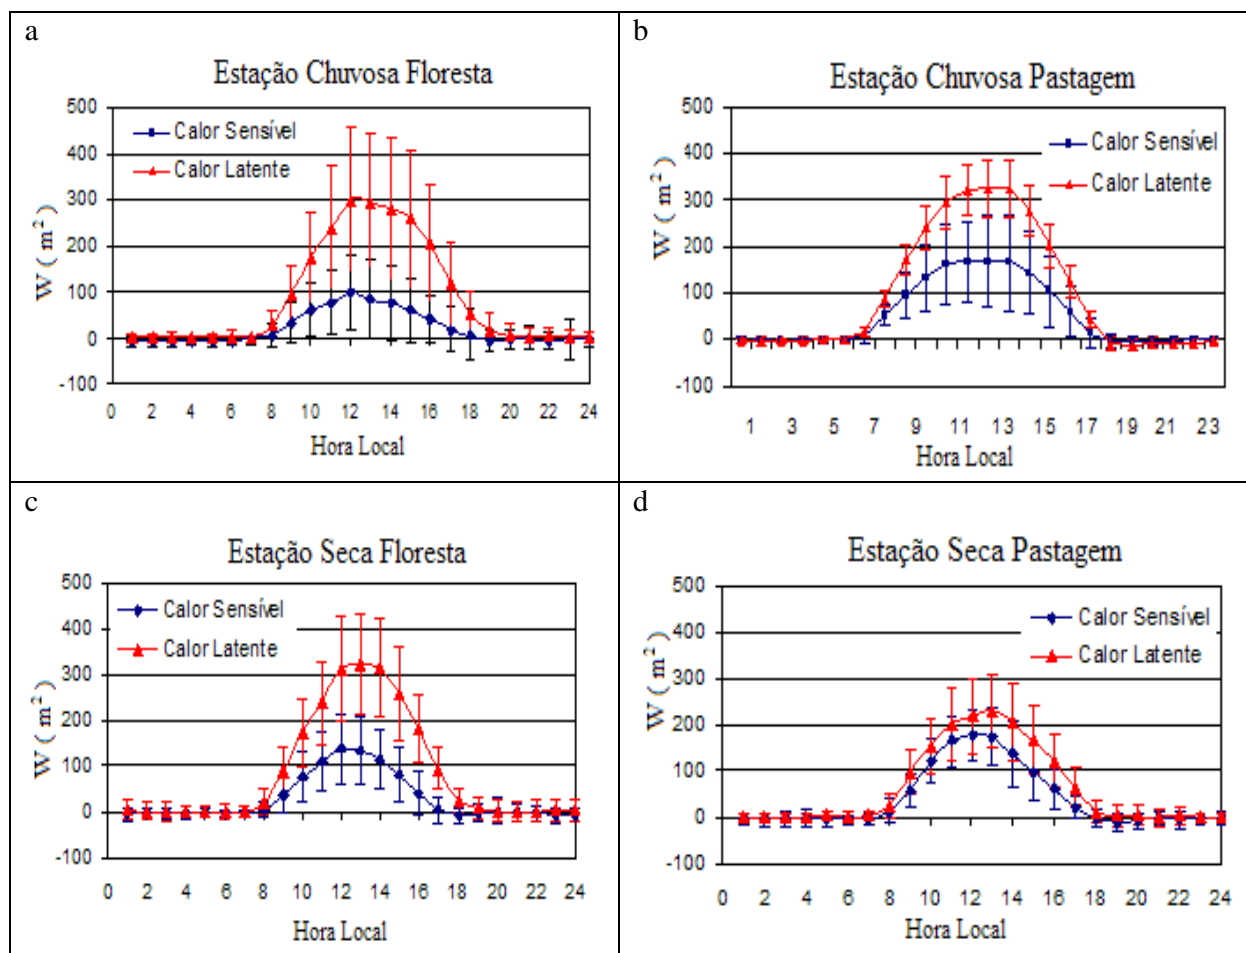 a
Estação Chuvosa Floresta
500
400
300
200
100
0
-100
Calor Sensível
Calor Latente
W ( m²)
0 2 4 6 8 10 12 14 16 18 20 22 24
Hora Local
b
Estação Chuvosa Pastagem
500
400
300
200
100
0
-100
Calor Sensível
Calor Latente
W ( m²)
1 3 5 7 9 11 13 15 17 19 21 23
Hora Local
c
Estação Seca Floresta
500
400
300
200
100
0
-100
Calor Sensível
Calor Latente
W ( m²)
0 2 4 6 8 10 12 14 16 18 20 22 24
Hora Local
d
Estação Seca Pastagem
500
400
300
200
100
0
-100
Calor Sensível
Calor Latente
W ( m²)
0 2 4 6 8 10 12 14 16 18 20 22 24
Hora Local